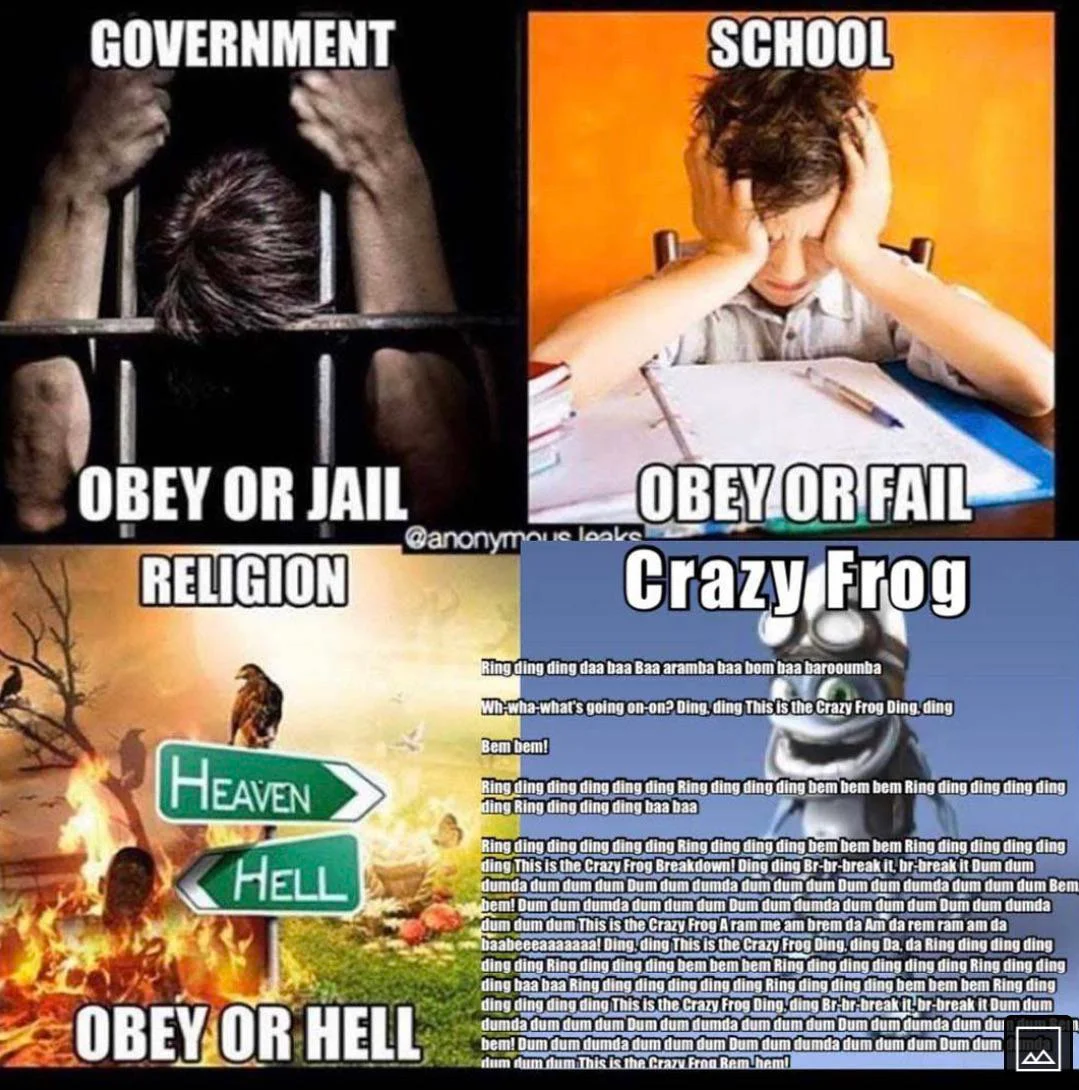 GOVERNMENT
OBEY OR JAIL
SCHOOL
OBEY OR FAIL
@anonymous leaks
RELIGION
HEAVEN
HELL
OBEY OR HELL
Crazy Frog
Ring ding ding daa baa Baa aramba baa bom baa barooumba
Wh-wha-what's going on-on? Ding, ding This is the Crazy Frog Ding, ding
Bem bem!
Ring ding ding ding ding ding Ring ding ding ding bem bem bem Ring ding ding ding ding
ding Ring ding ding ding baa baa
Ring ding ding ding ding ding Ring ding ding ding bem bem bem Ring ding ding ding ding
ding This is the Crazy Frog Breakdown! Ding ding Br-br-break it, br-break it Dum dum
dumda dum dum dum Dum dum dumda dum dum dum Dum dum dumda dum dum dum Bem,
bem! Dum dum dumda dum dum dum Dum dum dumda dum dum dum Dum dum dumda
dum dum dum This is the Crazy Frog A ram me am brem da Am da rem ram am da
baabeeeaaaaaaa! Ding, ding This is the Crazy Frog Ding, ding Da, da Ring ding ding ding
ding ding Ring ding ding ding bem bem bem Ring ding ding ding ding ding Ring ding ding
ding baa baa Ring ding ding ding ding ding Ring ding ding ding bem bem bem Ring ding
ding ding ding ding This is the Crazy Frog Ding, ding Br-br-break it, br-break it Dum dum
dumda dum dum dum Dum dum dumda dum dum dum Dum dum dumda dum dum
bem! Dum dum dumda dum dum dum Dum dum dumda dum dum dum Dum dum
dum dum dum This is the Crazy Frog Bem, bem!